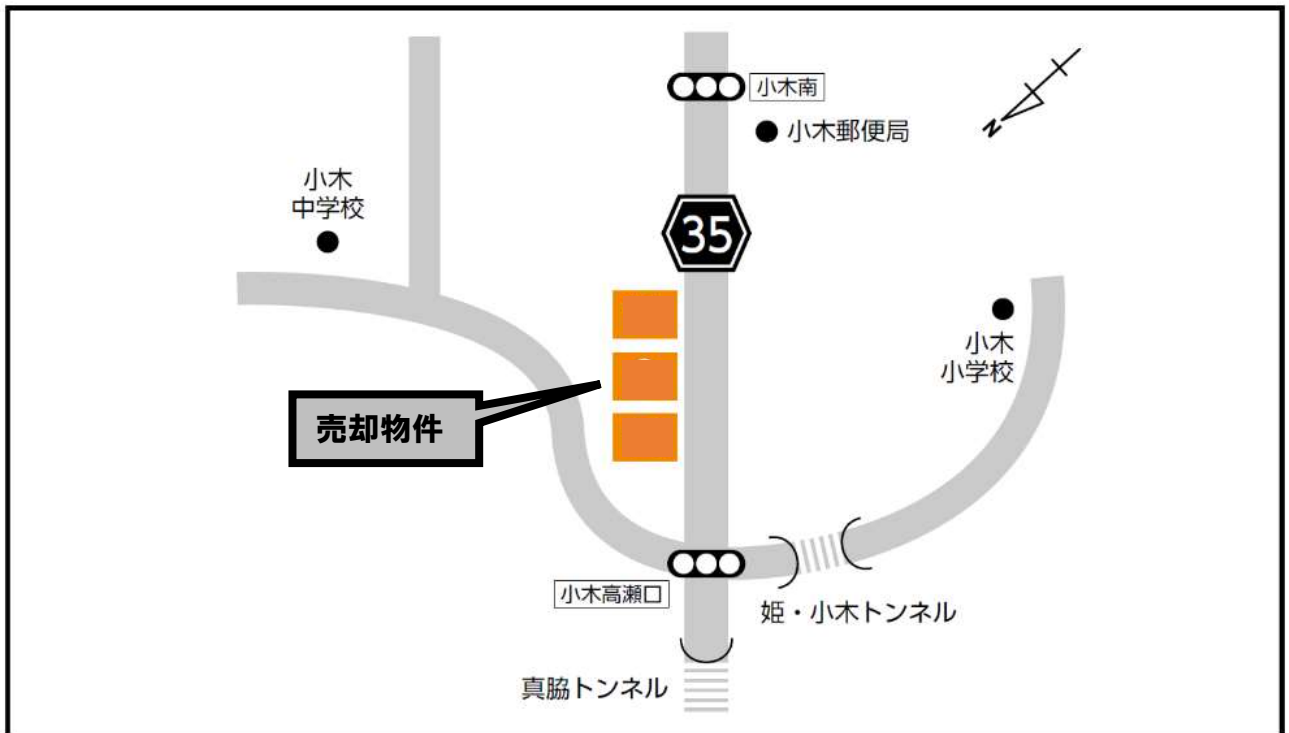 小木南
小木郵便局
N
小木
中学校
35
小木
小学校
売却物件
小木高瀬口
姫・小木トンネル
真脇トンネル